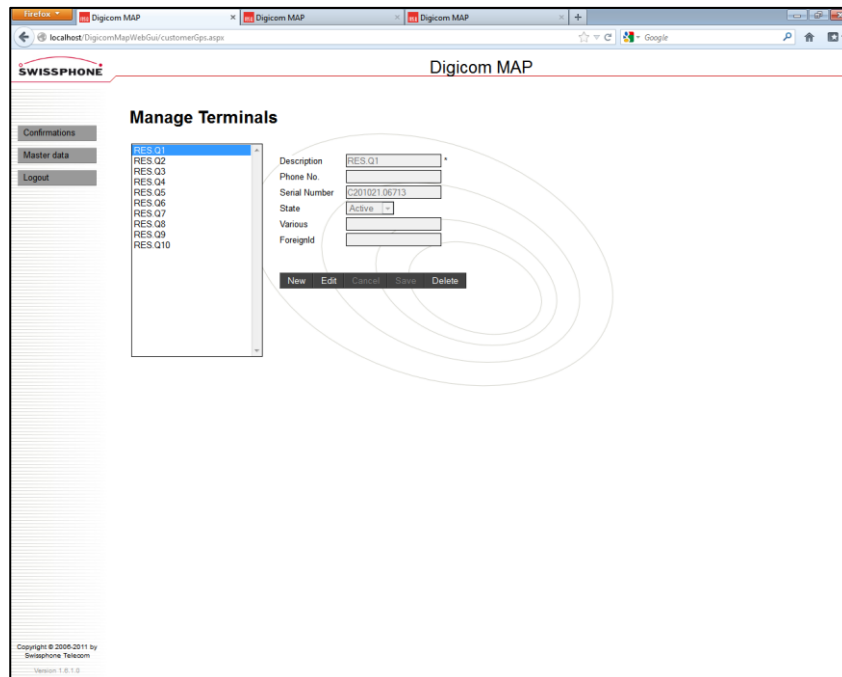 Firefox
Digicom MAP
Digicom MAP
Digicom MAP
localhost/DigicomMapWebGui/customerGps.aspx
Google
SWISSPHONE
Digicom MAP
Manage Terminals
Confirmations
Master data
Logout
RES.Q1
RES.Q2
RES.Q3
RES.Q4
RES.Q5
RES.Q6
RES.Q7
RES.Q8
RES.Q9
RES.Q10
Description RES.Q1 *
Phone No.
Serial Number C201021.06713
State Active
Various
ForeignId
New Edit Cancel Save Delete
Copyright © 2006-2011 by
Swissphone Telecom
Version 1.6.1.0